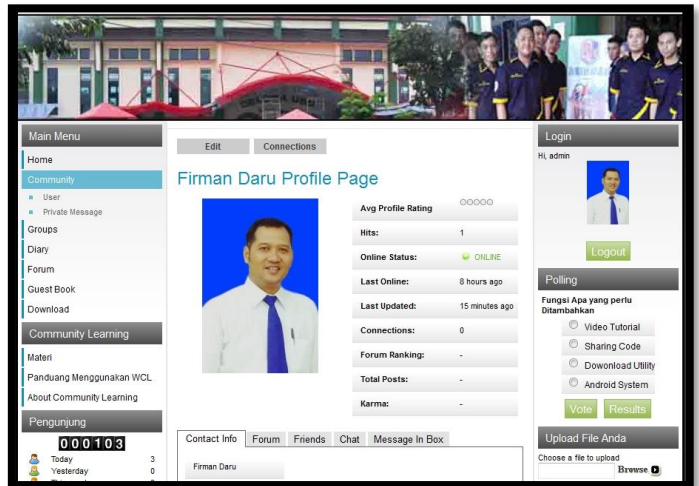 Main Menu
Home
Community
User
Private Message
Groups
Diary
Forum
Guest Book
Download
Community Learning
Materi
Panduang Menggunakan WCL
About Community Learning
Pengunjung
000103
Today 3
Yesterday 0
Edit Connections
Firman Daru Profile Page
Avg Profile Rating
Hits: 1
Online Status: ONLINE
Last Online: 8 hours ago
Last Updated: 15 minutes ago
Connections: 0
Forum Ranking: -
Total Posts: -
Karma: -
Contact Info Forum Friends Chat Message In Box
Firman Daru
Login
Hi, admin
Logout
Polling
Fungsi Apa yang perlu
Ditambahkan
Video Tutorial
Sharing Code
Dowonload Utility
Android System
Vote Results
Upload File Anda
Choose a file to upload
Browse